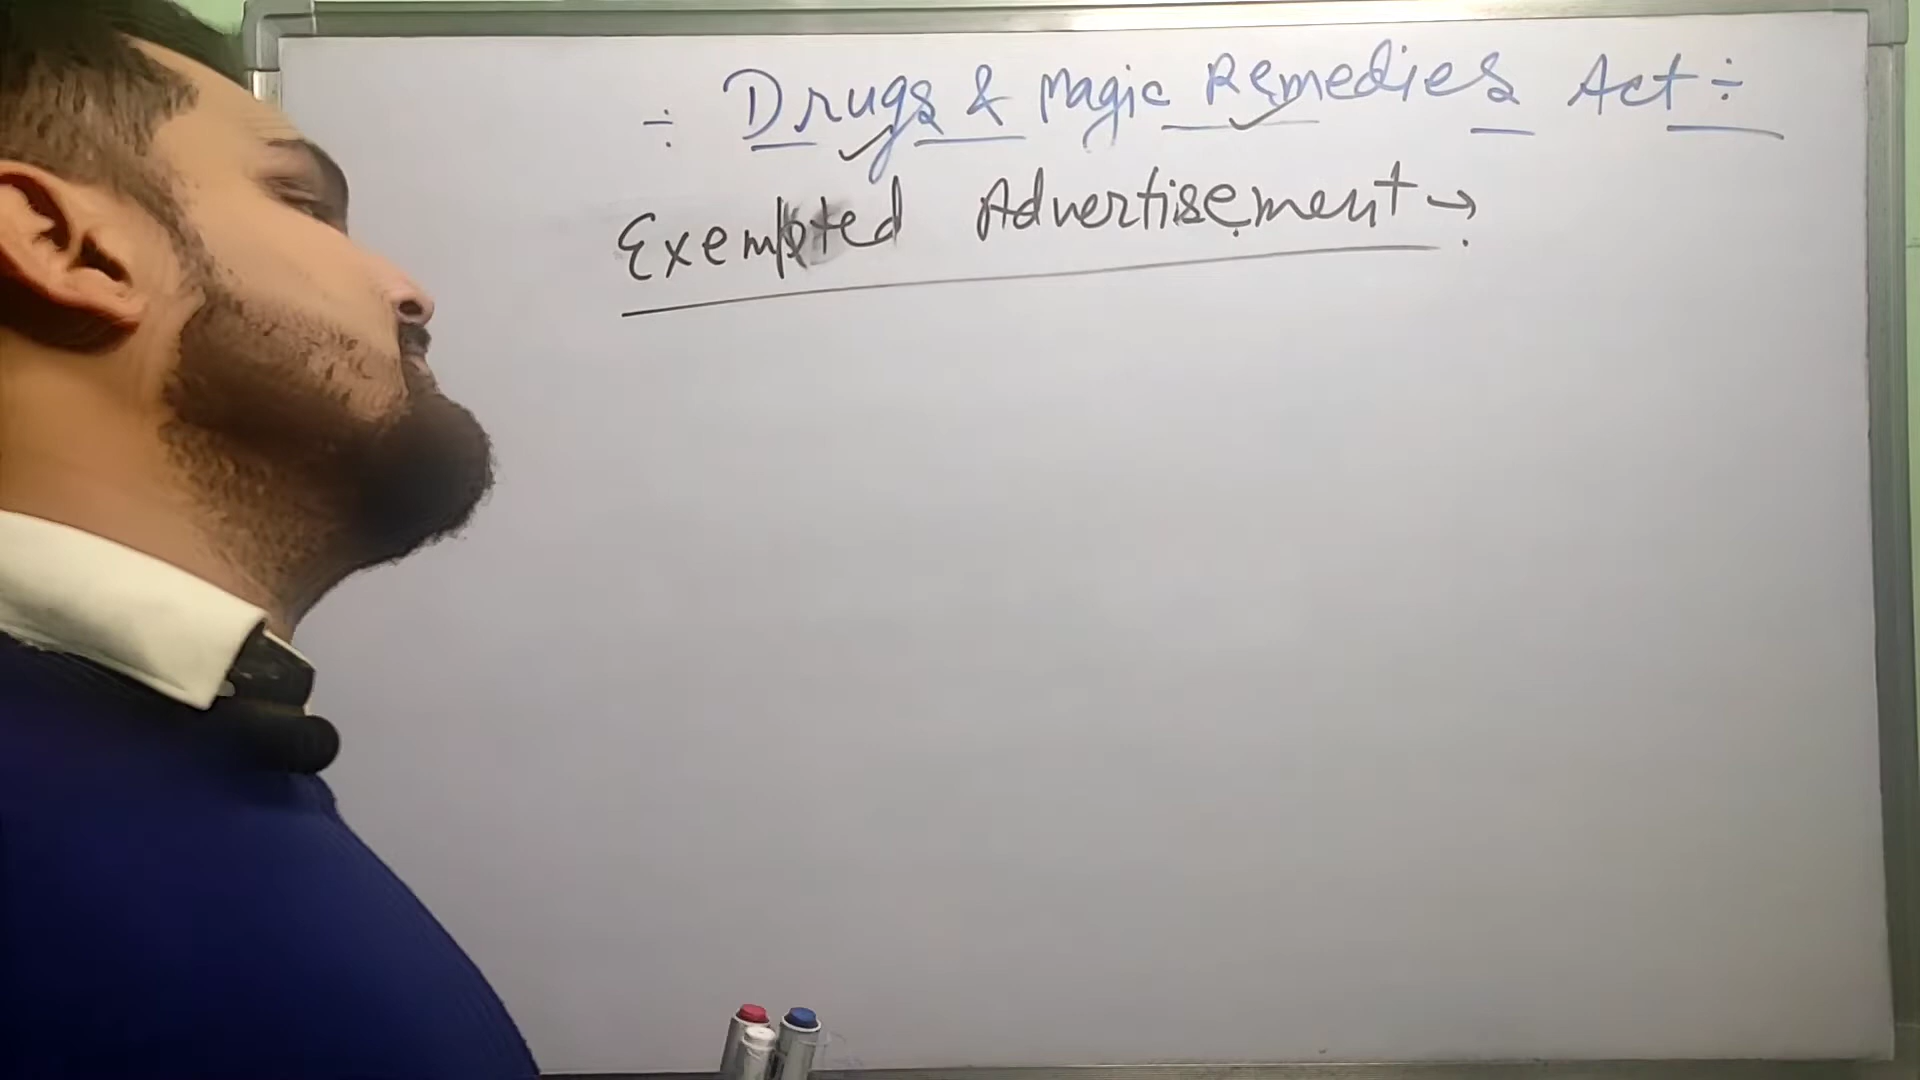 ÷ Drugs & Magic Remedies Act ÷
Exempted Advertisement →